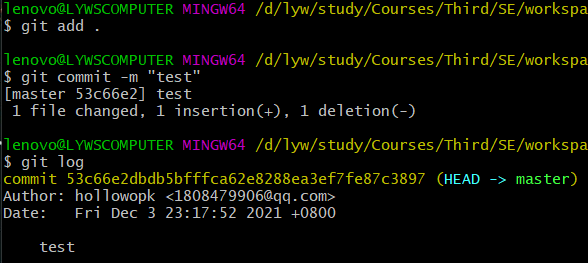 lenovo@LYWSCOMPUTER MINGW64 /d/lyw/study/Courses/Third/SE/workspa
$ git add .
lenovo@LYWSCOMPUTER MINGW64 /d/lyw/study/Courses/Third/SE/workspa
$ git commit -m "test"
[master 53c66e2] test
 1 file changed, 1 insertion(+), 1 deletion(-)
lenovo@LYWSCOMPUTER MINGW64 /d/lyw/study/Courses/Third/SE/workspa
$ git log
commit 53c66e2dbdb5bfffca62e8288ea3ef7fe87c3897 (HEAD -> master)
Author: hollowopk <1808479906@qq.com>
Date:   Fri Dec 3 23:17:52 2021 +0800
    test